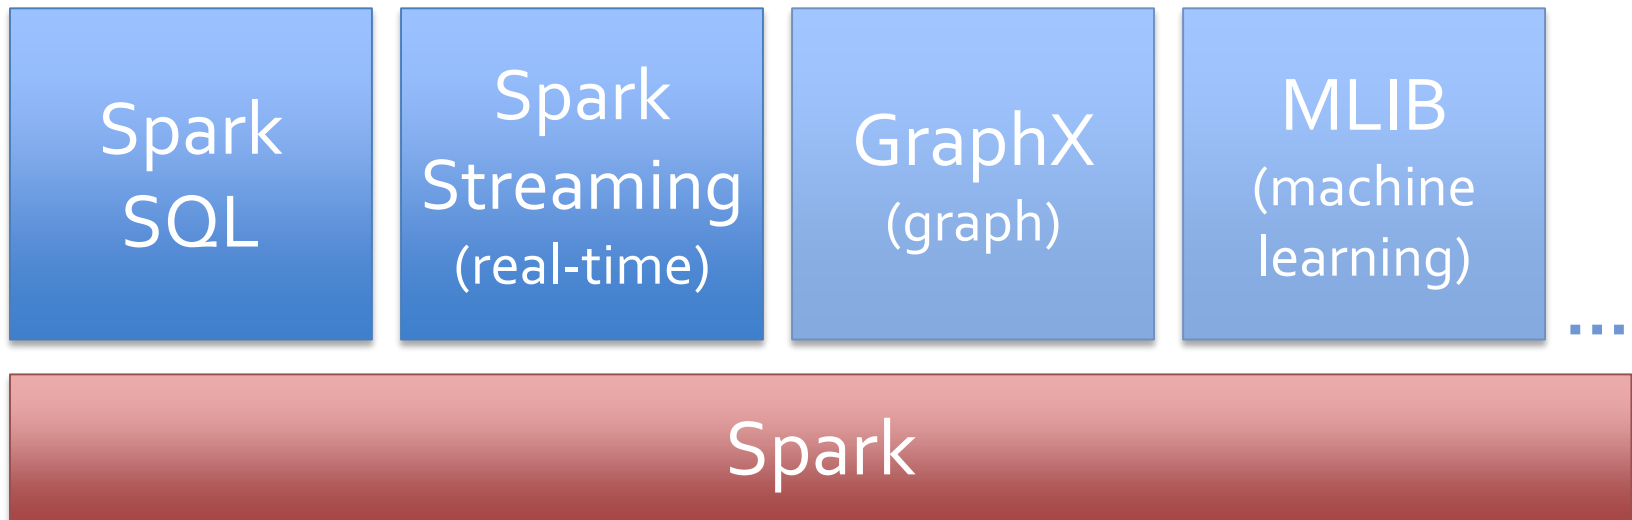 Spark
SQL
Spark
Streaming
(real-time)
GraphX
(graph)
MLIB
(machine
learning)
...
Spark